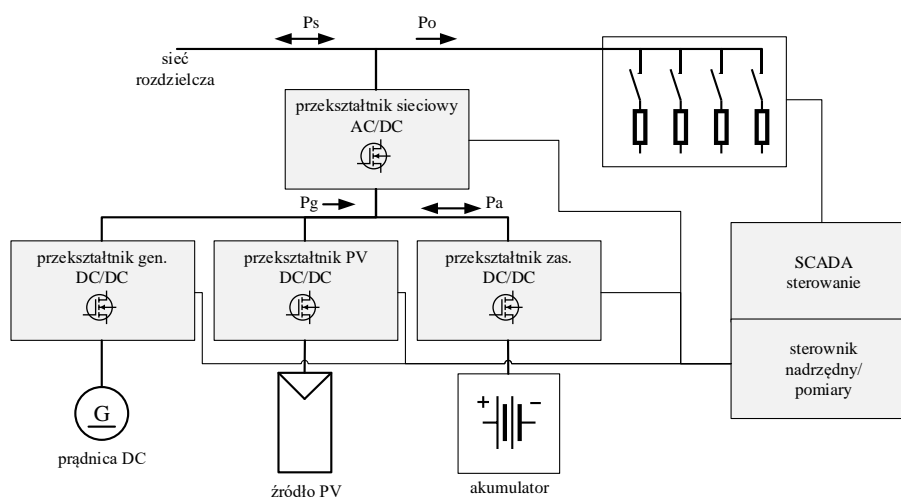 Ps
Po
sieć
rozdzielcza
przekształtnik sieciowy
AC/DC
Pg
Pa
przekształtnik gen.
DC/DC
przekształtnik PV
DC/DC
przekształtnik zas.
DC/DC
SCADA
sterowanie
sterownik
nadrzędny/
pomiary
G
+ −
prądnica DC
źródło PV
akumulator